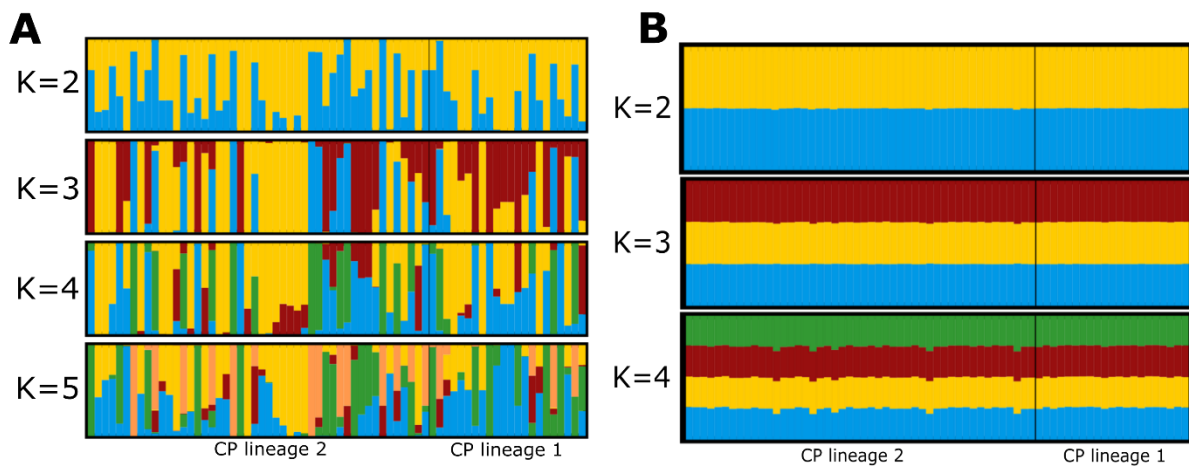 A
K=2
K=3
K=4
K=5
CP lineage 2
CP lineage 1
B
K=2
K=3
K=4
CP lineage 2
CP lineage 1